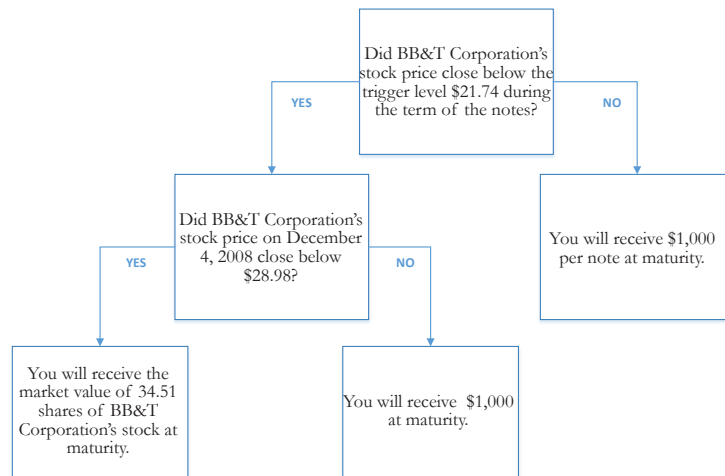 Did BB&T Corporation's
stock price close below the
trigger level $21.74 during
the term of the notes?
YES
NO
Did BB&T Corporation's
stock price on December
4, 2008 close below
$28.98?
You will receive $1,000
per note at maturity.
YES
NO
You will receive the
market value of 34.51
shares of BB&T
Corporation's stock at
maturity.
You will receive $1,000
at maturity.